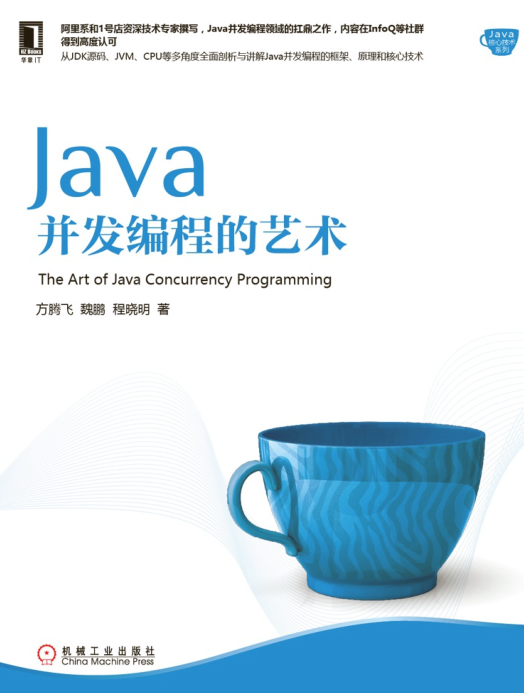 HZ Books
华章IT
阿里系和1号店资深技术专家撰写，Java并发编程领域的扛鼎之作，内容在InfoQ等社群
得到高度认可
从JDK源码、JVM、CPU等多角度全面剖析与讲解Java并发编程的框架、原理和核心技术
Java
核心技术
系列
Java
并发编程的艺术
The Art of Java Concurrency Programming
方腾飞 魏鹏 程晓明 著
机械工业出版社
China Machine Press